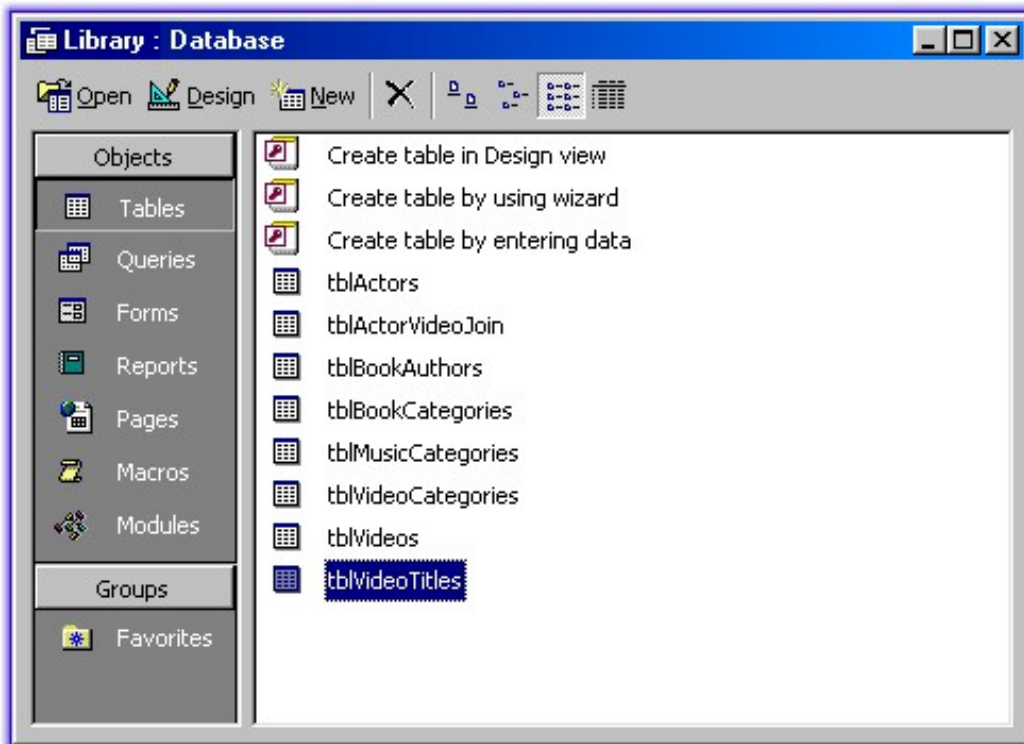 Library : Database
Open Design New
Objects
Tables
Queries
Forms
Reports
Pages
Macros
Modules
Groups
Favorites
Create table in Design view
Create table by using wizard
Create table by entering data
tblActors
tblActorVideoJoin
tblBookAuthors
tblBookCategories
tblMusicCategories
tblVideoCategories
tblVideos
tblVideoTitles